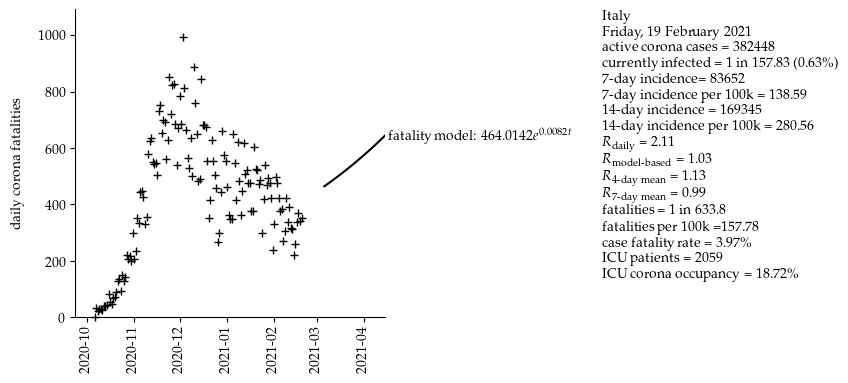 1000
800
600
400
200
0
daily corona fatalities
2020-10
2020-11
2020-12
2021-01
2021-02
2021-03
2021-04
fatality model: 464.0142e^0.0082t
Italy
Friday, 19 February 2021
active corona cases = 382448
currently infected = 1 in 157.83 (0.63%)
7-day incidence= 83652
7-day incidence per 100k = 138.59
14-day incidence = 169345
14-day incidence per 100k = 280.56
R_daily = 2.11
R_model-based = 1.03
R_4-day mean = 1.13
R_7-day mean = 0.99
fatalities = 1 in 633.8
fatalities per 100k =157.78
case fatality rate = 3.97%
ICU patients = 2059
ICU corona occupancy = 18.72%